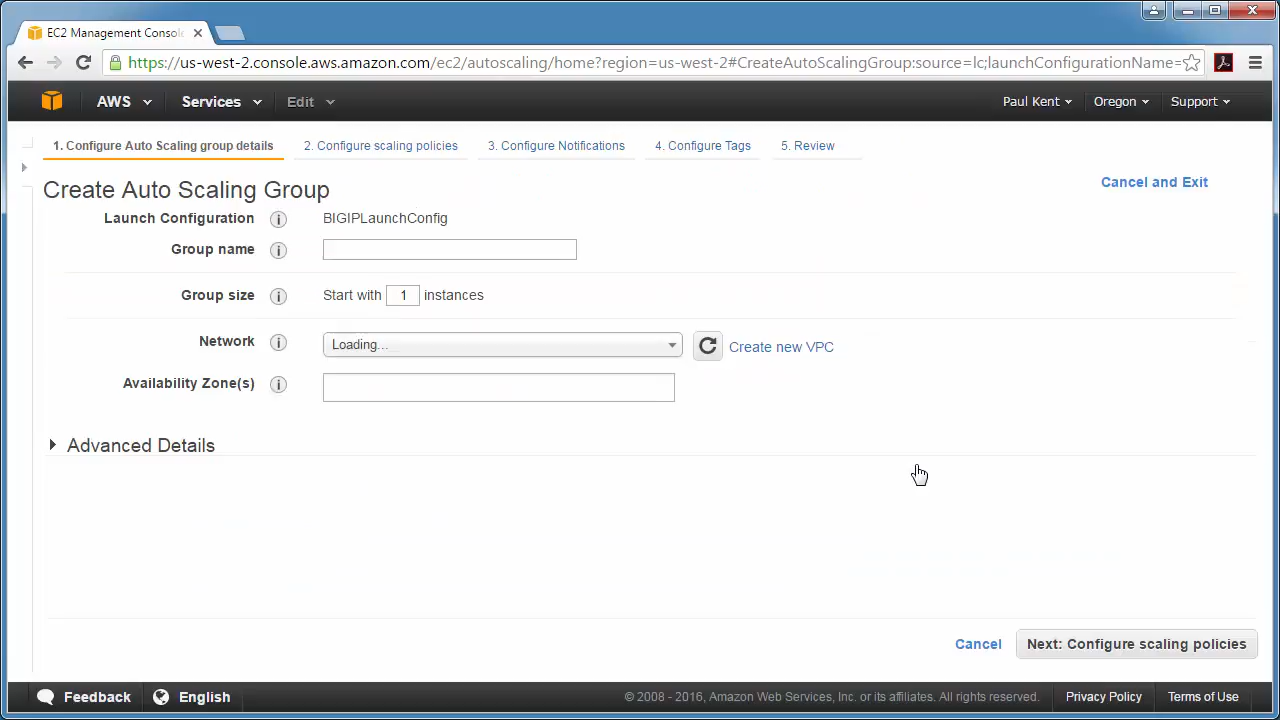 EC2 Management Consol
https://us-west-2.console.aws.amazon.com/ec2/autoscaling/home?region=us-west-2#CreateAutoScalingGroup:source=lc;launchConfigurationName=
AWS Services Edit Paul Kent Oregon Support
1. Configure Auto Scaling group details 2. Configure scaling policies 3. Configure Notifications 4. Configure Tags 5. Review
Create Auto Scaling Group Cancel and Exit
Launch Configuration BIGIPLaunchConfig
Group name
Group size Start with 1 instances
Network Loading... Create new VPC
Availability Zone(s)
Advanced Details
Cancel Next: Configure scaling policies
Feedback English © 2008 - 2016, Amazon Web Services, Inc. or its affiliates. All rights reserved. Privacy Policy Terms of Use